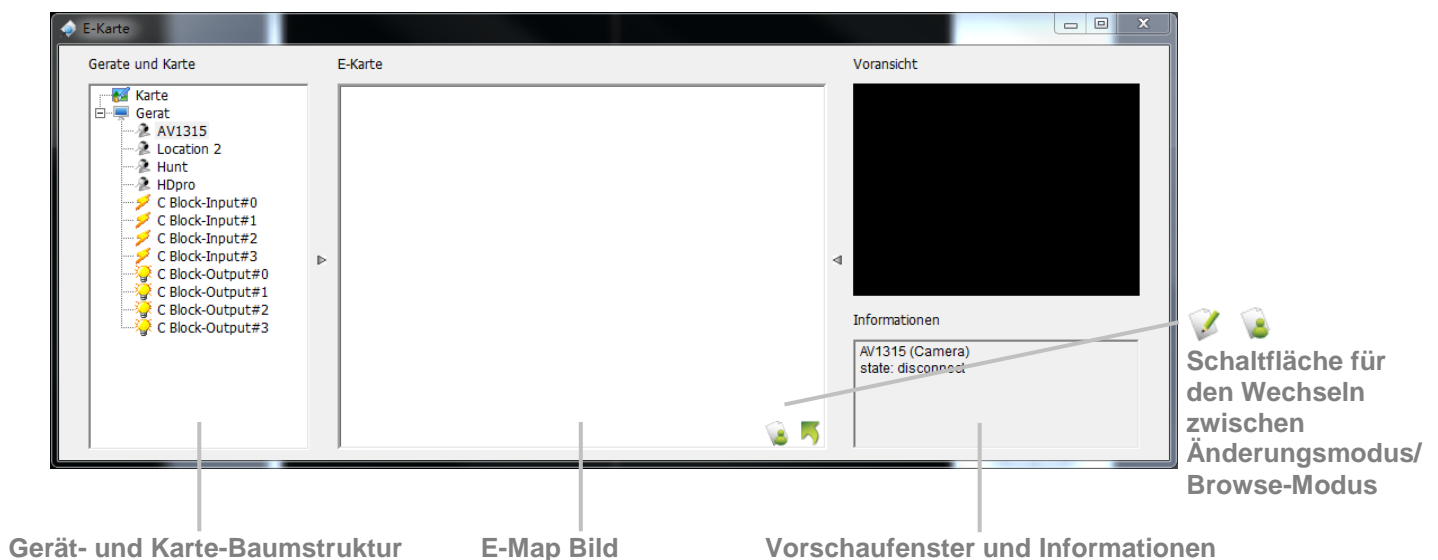 E-Karte
Gerate und Karte
E-Karte
Voransicht
Karte
Gerat
AV1315
Location 2
Hunt
HDpro
C Block-Input#0
C Block-Input#1
C Block-Input#2
C Block-Input#3
C Block-Output#0
C Block-Output#1
C Block-Output#2
C Block-Output#3
Informationen
AV1315 (Camera)
state: disconnect
Schaltfläche für
den Wechseln
zwischen
Änderungsmodus/
Browse-Modus
Gerät- und Karte-Baumstruktur
E-Map Bild
Vorschaufenster und Informationen